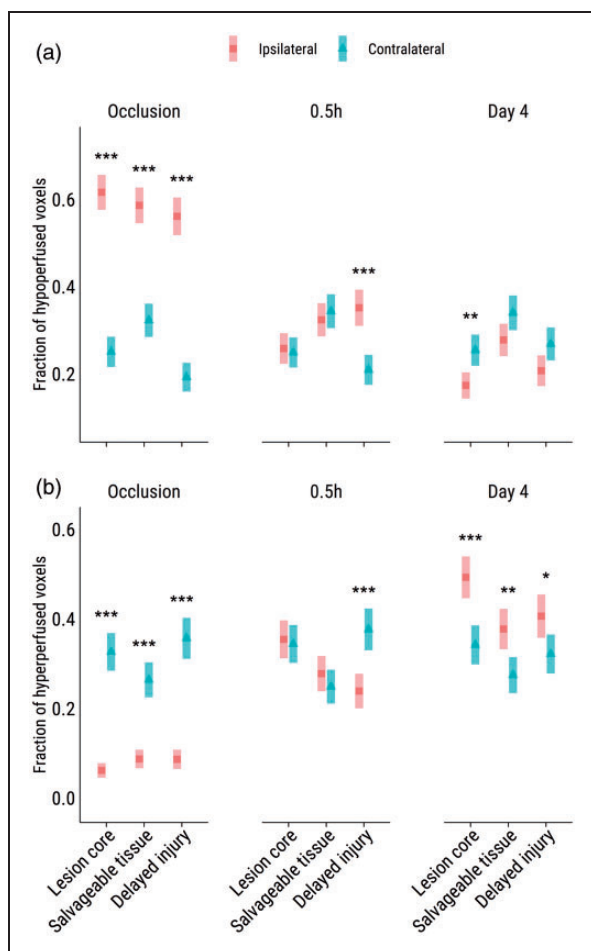 (a)
Ipsilateral Contralateral
Occlusion 0.5h Day 4
Fraction of hypoperfused voxels
0.6
0.4
0.2
*** *** ***
***
**
(b)
Occlusion 0.5h Day 4
Fraction of hyperperfused voxels
0.6
0.4
0.2
0.0
*** *** ***
***
*** ** *
Lesion core Salvageable tissue Delayed injury
Lesion core Salvageable tissue Delayed injury
Lesion core Salvageable tissue Delayed injury